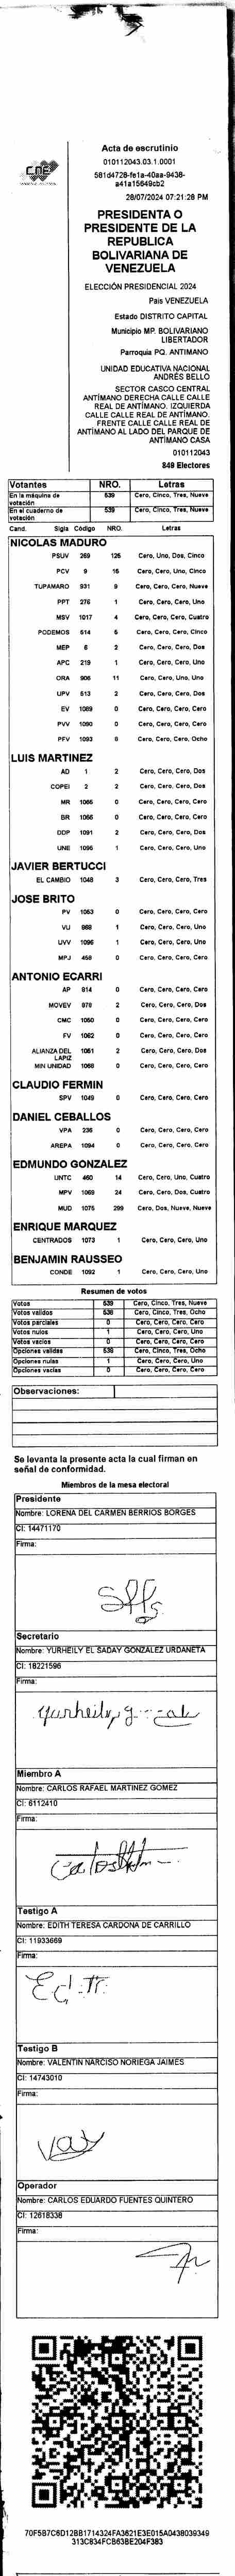 Acta de escrutinio
010112043.03.1.0001
581d4728-fe1a-40aa-9438-
a41a15649cb2
28/07/2024 07:21:28 PM
CNE
PRESIDENTA O
PRESIDENTE DE LA
REPUBLICA
BOLIVARIANA DE
VENEZUELA
ELECCIÓN PRESIDENCIAL 2024
Pais VENEZUELA
Estado DISTRITO CAPITAL
Municipio MP. BOLIVARIANO
LIBERTADOR
Parroquia PQ. ANTIMANO
UNIDAD EDUCATIVA NACIONAL
ANDRÉS BELLO
SECTOR CASCO CENTRAL
ANTÍMANO DERECHA CALLE CALLE
REAL DE ANTÍMANO. IZQUIERDA
CALLE CALLE REAL DE ANTÍMANO.
FRENTE CALLE CALLE REAL DE
ANTÍMANO AL LADO DEL PARQUE DE
ANTÍMANO CASA
010112043
849 Electores
Votantes NRO. Letras
En la máquina de votación 539 Cero, Cinco, Tres, Nueve
En el cuaderno de votación 539 Cero, Cinco, Tres, Nueve
Cand. Sigla Código NRO. Letras
NICOLAS MADURO
PSUV 269 125 Cero, Uno, Dos, Cinco
PCV 9 15 Cero, Cero, Uno, Cinco
TUPAMARO 931 9 Cero, Cero, Cero, Nueve
PPT 276 1 Cero, Cero, Cero, Uno
MSV 1017 4 Cero, Cero, Cero, Cuatro
PODEMOS 514 5 Cero, Cero, Cero, Cinco
MEP 6 2 Cero, Cero, Cero, Dos
APC 219 1 Cero, Cero, Cero, Uno
ORA 906 11 Cero, Cero, Uno, Uno
UPV 513 2 Cero, Cero, Cero, Dos
EV 1089 0 Cero, Cero, Cero, Cero
PVV 1090 0 Cero, Cero, Cero, Cero
PFV 1093 8 Cero, Cero, Cero, Ocho
LUIS MARTINEZ
AD 1 2 Cero, Cero, Cero, Dos
COPEI 2 2 Cero, Cero, Cero, Dos
MR 1065 0 Cero, Cero, Cero, Cero
BR 1066 0 Cero, Cero, Cero, Cero
DDP 1091 2 Cero, Cero, Cero, Dos
UNE 1095 1 Cero, Cero, Cero, Uno
JAVIER BERTUCCI
EL CAMBIO 1048 3 Cero, Cero, Cero, Tres
JOSE BRITO
PV 1053 0 Cero, Cero, Cero, Cero
VU 968 1 Cero, Cero, Cero, Uno
UVV 1096 1 Cero, Cero, Cero, Uno
MPJ 458 0 Cero, Cero, Cero, Cero
ANTONIO ECARRI
AP 814 0 Cero, Cero, Cero, Cero
MOVEV 978 2 Cero, Cero, Cero, Dos
CMC 1050 0 Cero, Cero, Cero, Cero
FV 1062 0 Cero, Cero, Cero, Cero
ALIANZA DEL LAPIZ 1061 2 Cero, Cero, Cero, Dos
MIN UNIDAD 1068 0 Cero, Cero, Cero, Cero
CLAUDIO FERMIN
SPV 1049 0 Cero, Cero, Cero, Cero
DANIEL CEBALLOS
VPA 236 0 Cero, Cero, Cero, Cero
AREPA 1094 0 Cero, Cero, Cero, Cero
EDMUNDO GONZALEZ
UNTC 460 14 Cero, Cero, Uno, Cuatro
MPV 1069 24 Cero, Cero, Dos, Cuatro
MUD 1075 299 Cero, Dos, Nueve, Nueve
ENRIQUE MARQUEZ
CENTRADOS 1073 1 Cero, Cero, Cero, Uno
BENJAMIN RAUSSEO
CONDE 1092 1 Cero, Cero, Cero, Uno
Resumen de votos
Votos 539 Cero, Cinco, Tres, Nueve
Votos validos 538 Cero, Cinco, Tres, Ocho
Votos parciales 0 Cero, Cero, Cero, Cero
Votos nulos 1 Cero, Cero, Cero, Uno
Votos vacios 0 Cero, Cero, Cero, Cero
Opciones validas 538 Cero, Cinco, Tres, Ocho
Opciones nulas 1 Cero, Cero, Cero, Uno
Opciones vacias 0 Cero, Cero, Cero, Cero
Observaciones:
Se levanta la presente acta la cual firman en
señal de conformidad.
Miembros de la mesa electoral
Presidente
Nombre: LORENA DEL CARMEN BERRIOS BORGES
CI: 14471170
Firma:
Secretario
Nombre: YURHEILY EL SADAY GONZALEZ URDANETA
CI: 18221596
Firma:
Miembro A
Nombre: CARLOS RAFAEL MARTINEZ GOMEZ
CI: 6112410
Firma:
Testigo A
Nombre: EDITH TERESA CARDONA DE CARRILLO
CI: 11933669
Firma:
Testigo B
Nombre: VALENTIN NARCISO NORIEGA JAIMES
CI: 14743010
Firma:
Operador
Nombre: CARLOS EDUARDO FUENTES QUINTERO
CI: 12618338
Firma:
70F5B7C6D12BB1714324FA3621E3E015A0438039349
313C834FCB63BE204F383